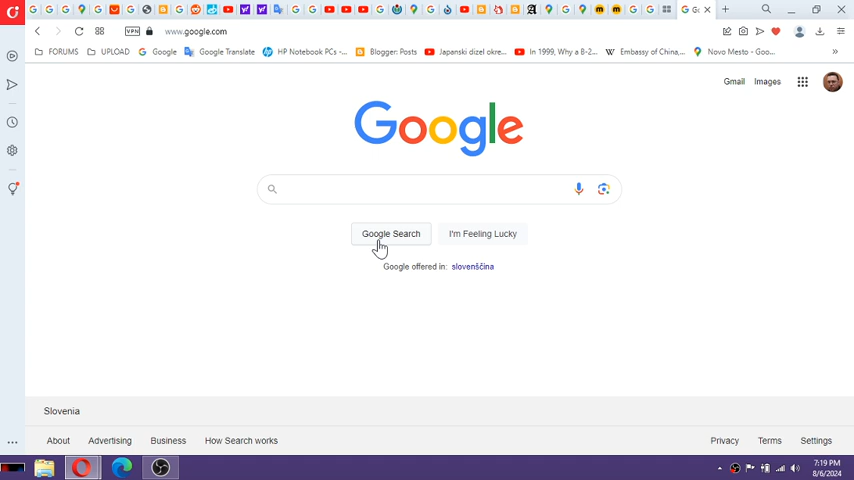 Go
VPN
www.google.com
FORUMS
UPLOAD
Google
Google Translate
HP Notebook PCs -...
Blogger: Posts
Japanski dizel okre...
In 1999, Why a B-2...
Embassy of China,...
Novo Mesto - Goo...
Gmail
Images
Google
Google Search
I'm Feeling Lucky
Google offered in: slovenščina
Slovenia
About
Advertising
Business
How Search works
Privacy
Terms
Settings
7:19 PM
8/6/2024